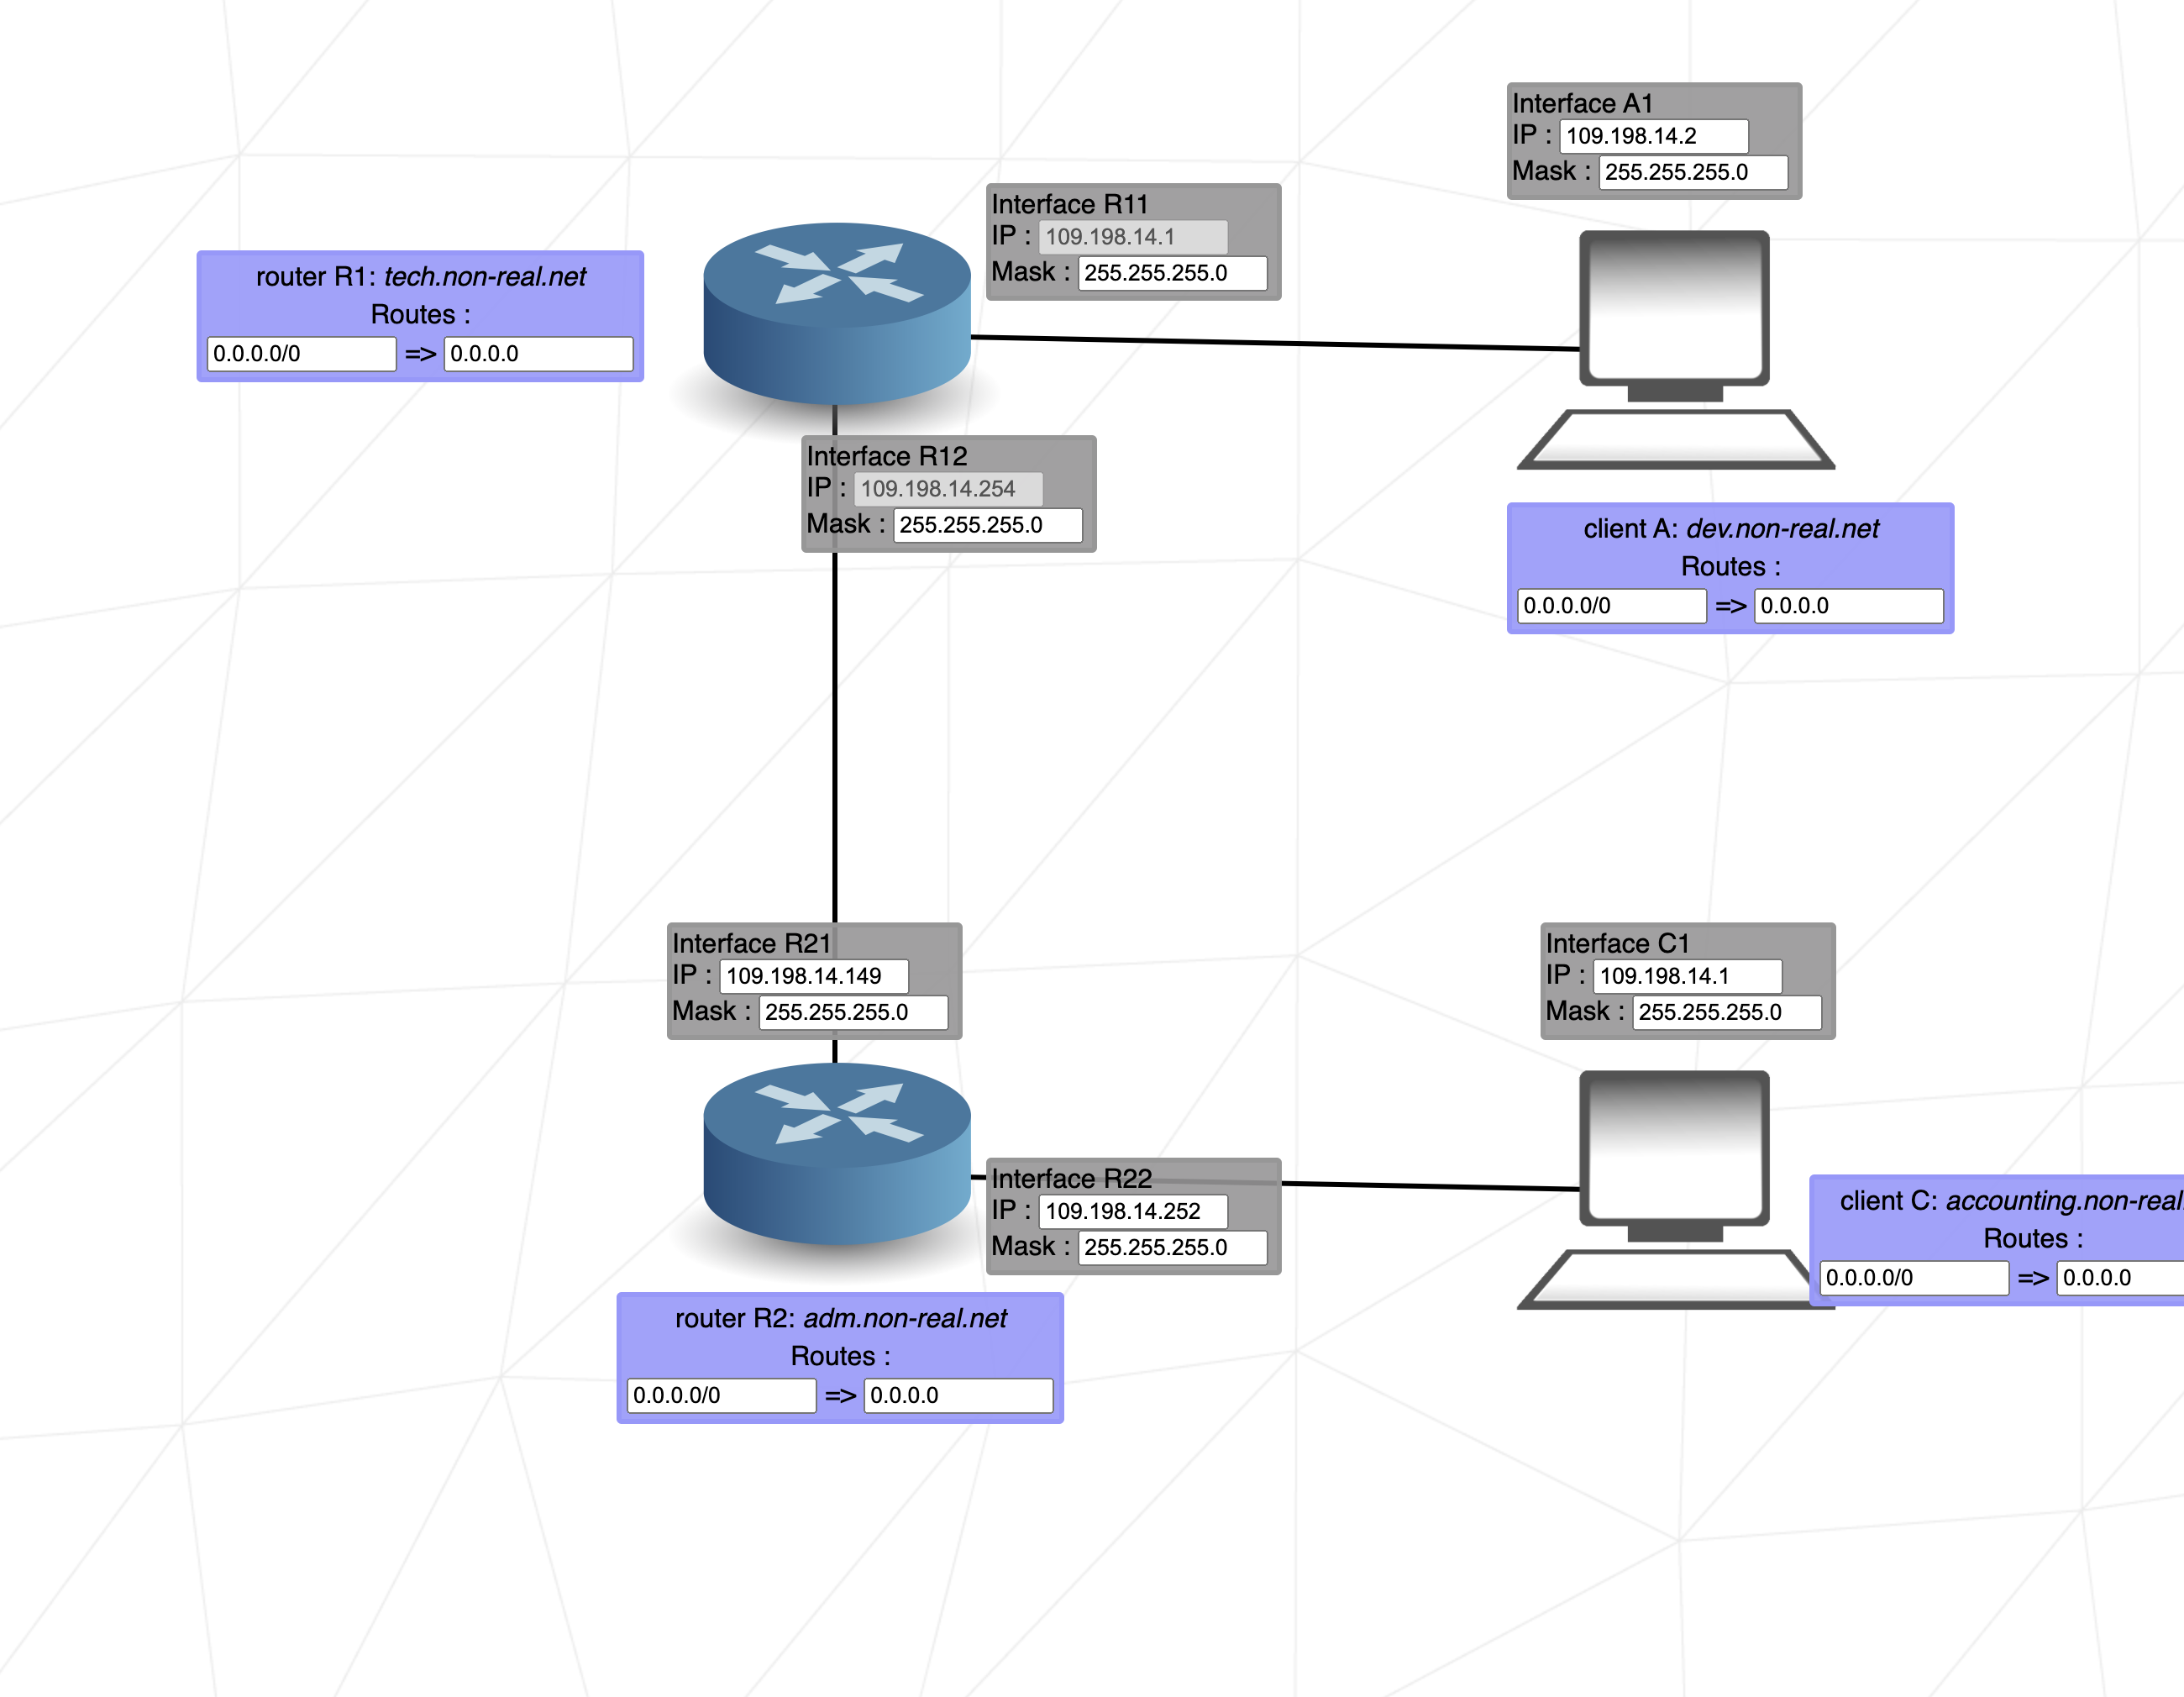 Interface A1
IP : 109.198.14.2
Mask : 255.255.255.0
Interface R11
IP : 109.198.14.1
Mask : 255.255.255.0
router R1: tech.non-real.net
Routes :
0.0.0.0/0 => 0.0.0.0
Interface R12
IP : 109.198.14.254
Mask : 255.255.255.0
client A: dev.non-real.net
Routes :
0.0.0.0/0 => 0.0.0.0
Interface R21
IP : 109.198.14.149
Mask : 255.255.255.0
Interface C1
IP : 109.198.14.1
Mask : 255.255.255.0
Interface R22
IP : 109.198.14.252
Mask : 255.255.255.0
client C: accounting.non-real
Routes :
0.0.0.0/0 => 0.0.0.0
router R2: adm.non-real.net
Routes :
0.0.0.0/0 => 0.0.0.0